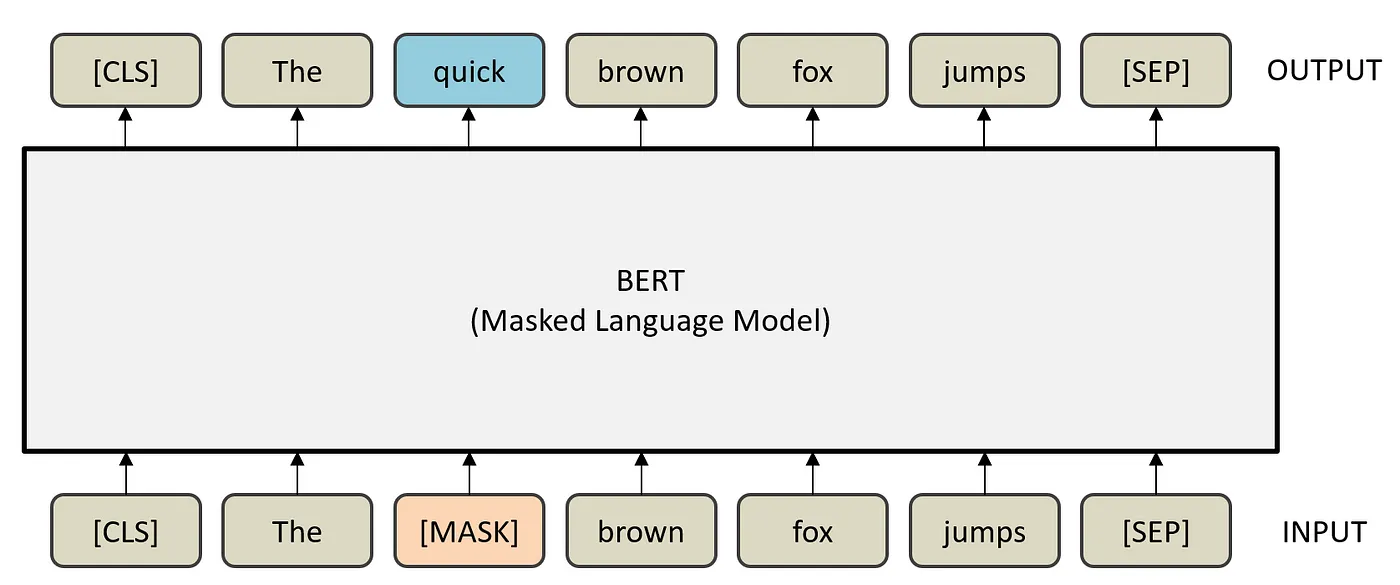 [CLS] The quick brown fox jumps [SEP] OUTPUT
BERT
(Masked Language Model)
[CLS] The [MASK] brown fox jumps [SEP] INPUT